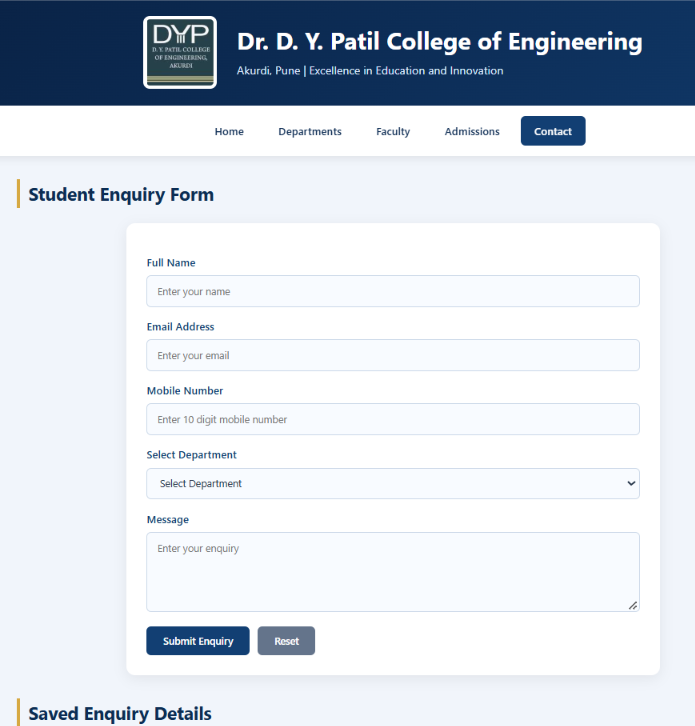 DYP
D. Y. PATIL COLLEGE
OF ENGINEERING,
AKURDI
Dr. D. Y. Patil College of Engineering
Akurdi, Pune | Excellence in Education and Innovation
Home
Departments
Faculty
Admissions
Contact
Student Enquiry Form
Full Name
Enter your name
Email Address
Enter your email
Mobile Number
Enter 10 digit mobile number
Select Department
Select Department
Message
Enter your enquiry
Submit Enquiry
Reset
Saved Enquiry Details